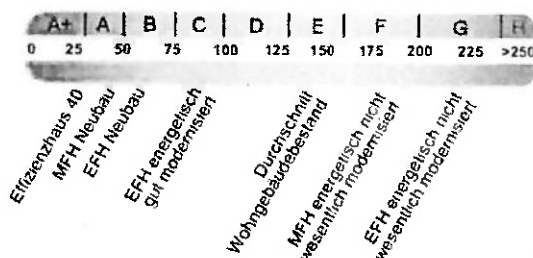 A+ | A | B | C | D | E | F | G | H
0 25 50 75 100 125 150 175 200 225 >250
Effizienzhaus 40
MFH Neubau
EFH Neubau
EFH energetisch
gut modernisiert
Durchschnitt
Wohngebäudebestand
MFH energetisch nicht
wesentlich modernisiert
EFH energetisch nicht
wesentlich modernisiert